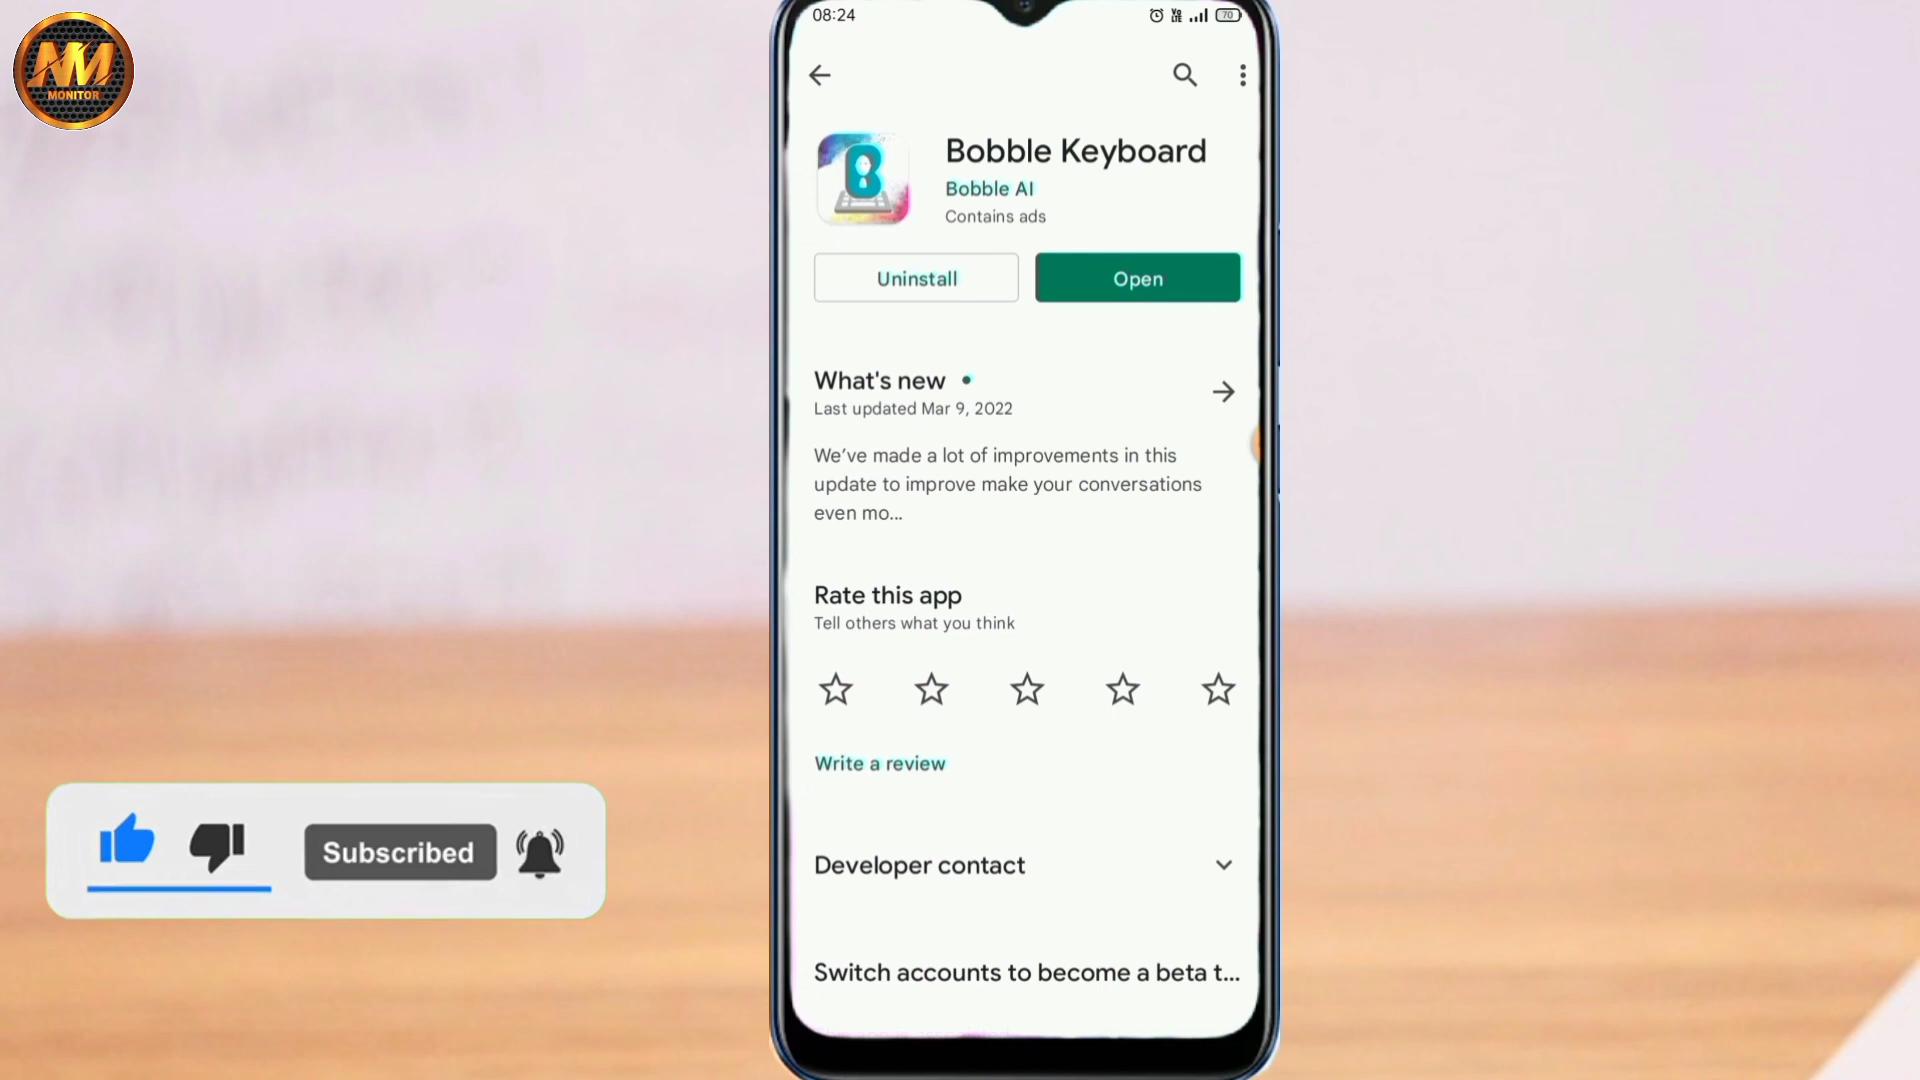 NM
MONITOR
08:24
70
Bobble Keyboard
Bobble AI
Contains ads
Uninstall
Open
What's new •
Last updated Mar 9, 2022
We’ve made a lot of improvements in this
update to improve make your conversations
even mo...
Rate this app
Tell others what you think
Write a review
Developer contact
Switch accounts to become a beta t...
Subscribed